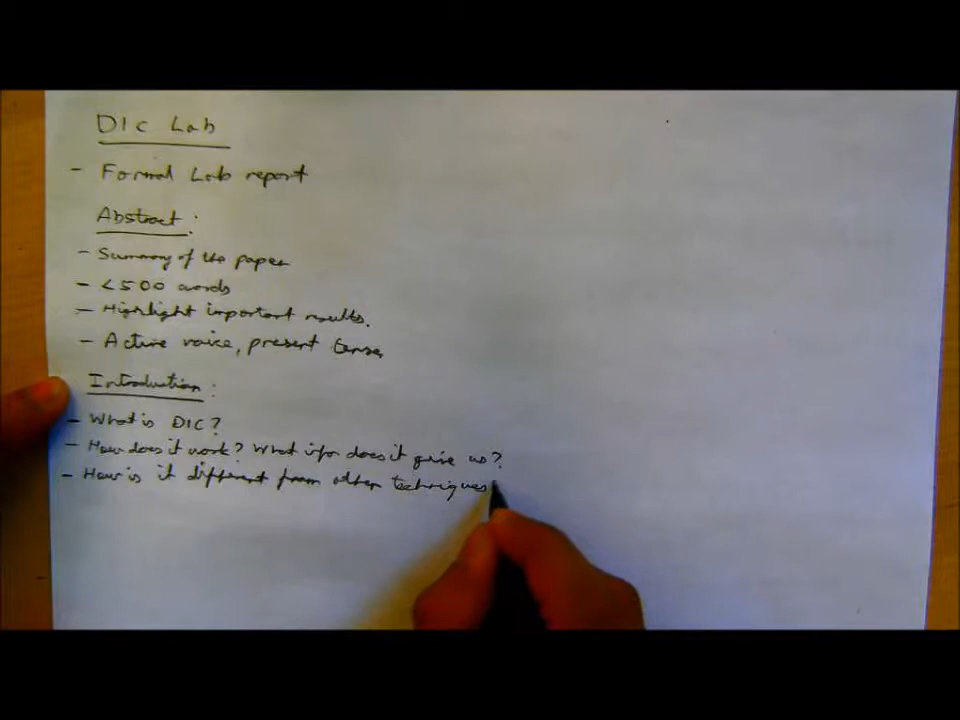 DIC Lab
- Formal Lab report
Abstract:
- Summary of the paper
- <500 words
- Highlight important results.
- Active voice, present tense
Introduction:
- What is DIC?
- How does it work? What info does it give us?
- How is it different from other techniques